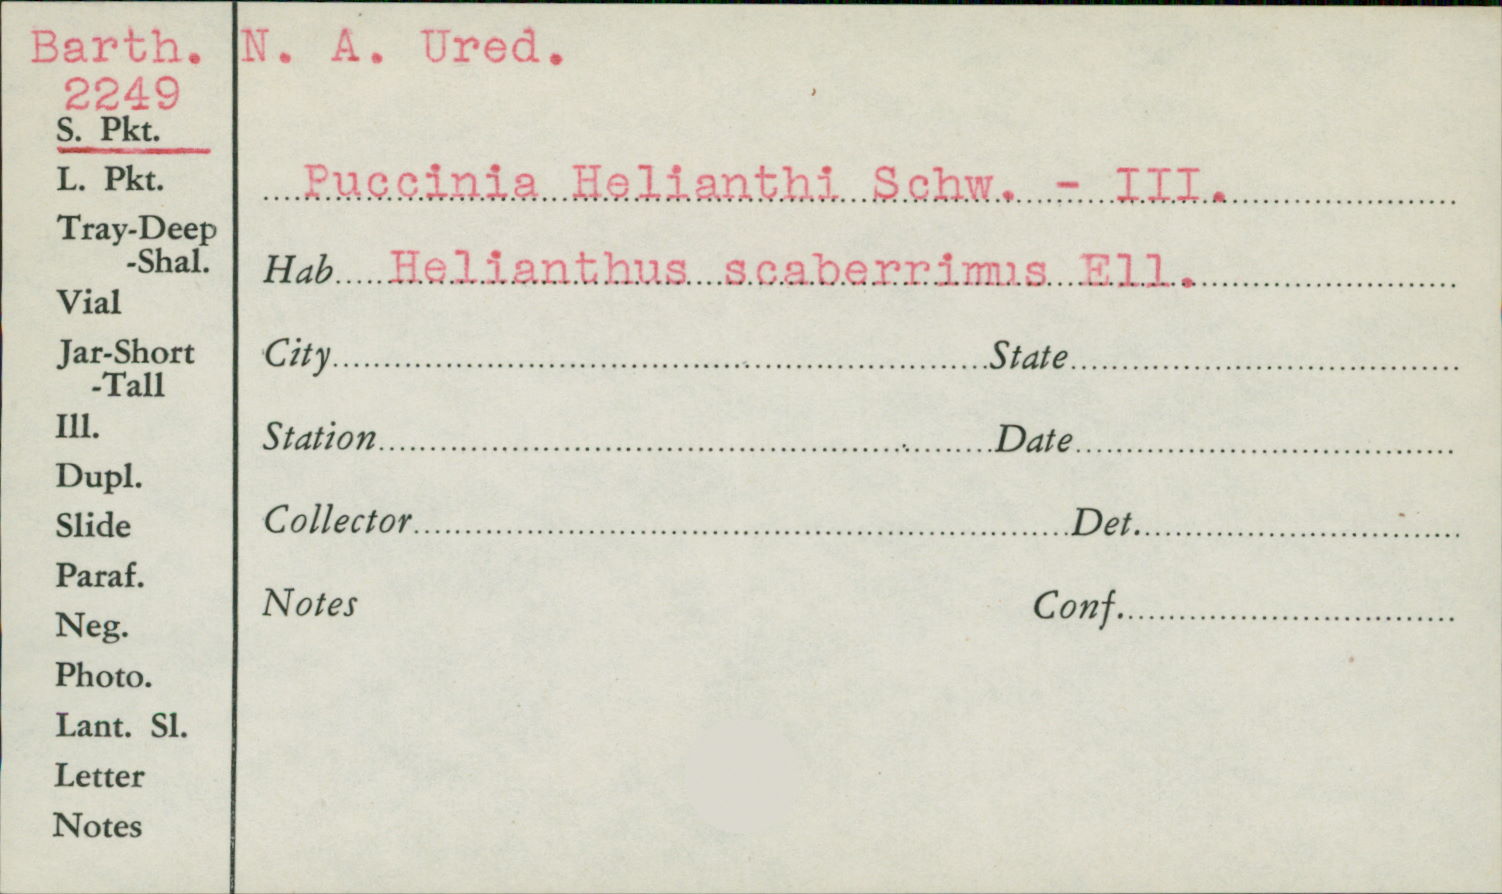 Barth. N. A. Ured.
2249
S. Pkt.
L. Pkt.
Tray-Deep
-Shal.
Vial
Jar-Short
-Tall
Ill.
Dupl.
Slide
Paraf.
Neg.
Photo.
Lant. Sl.
Letter
Notes
Puccinia Helianthi Schw. - III.
Hab Helianthus scaberrimus Ell.
City State
Station Date
Collector Det.
Notes Conf.